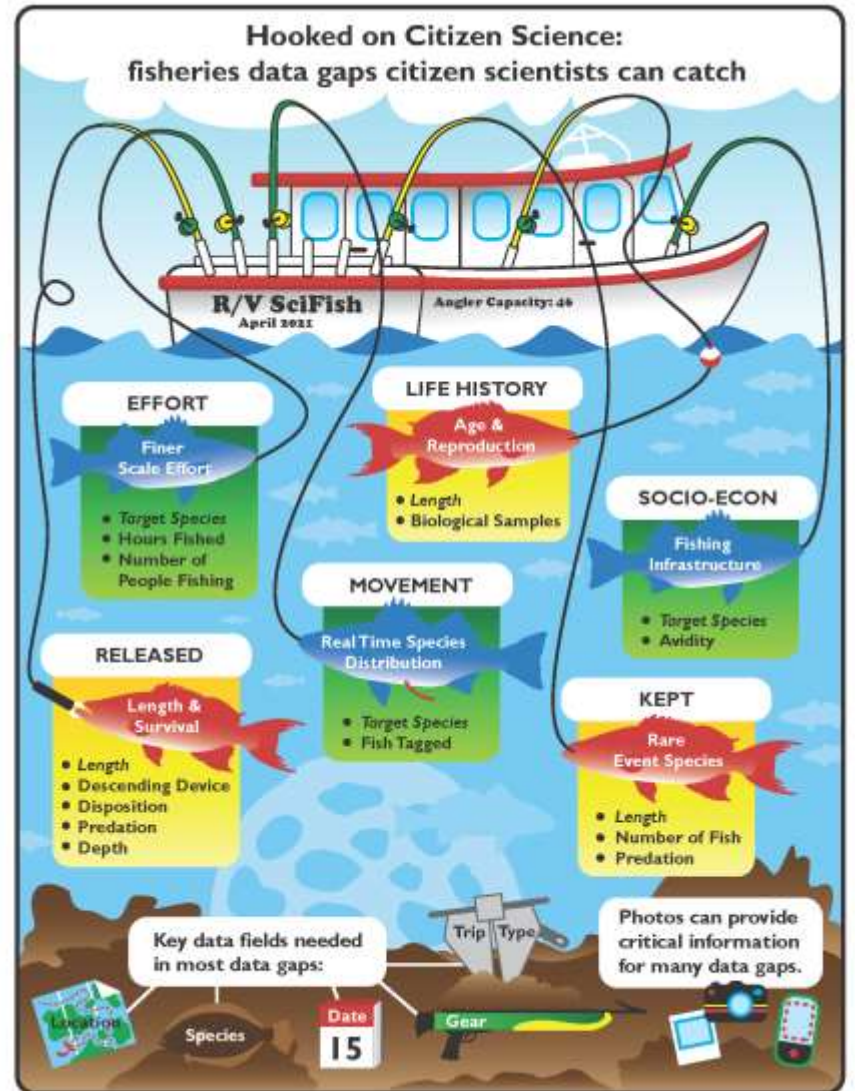 Hooked on Citizen Science:
fisheries data gaps citizen scientists can catch
R/V SciFish
April 2021
Angler Capacity: 46
EFFORT
Finer
Scale Effort
• Target Species
• Hours Fished
• Number of
People Fishing
LIFE HISTORY
Age &
Reproduction
• Length
• Biological Samples
SOCIO-ECON
Fishing
Infrastructure
• Target Species
• Avidity
MOVEMENT
Real Time Species
Distribution
• Target Species
• Fish Tagged
RELEASED
Length &
Survival
• Length
• Descending Device
• Disposition
• Predation
• Depth
KEPT
Rare
Event Species
• Length
• Number of Fish
• Predation
Key data fields needed
in most data gaps:
Trip Type
Photos can provide
critical information
for many data gaps.
Location
Species
Date
15
Gear